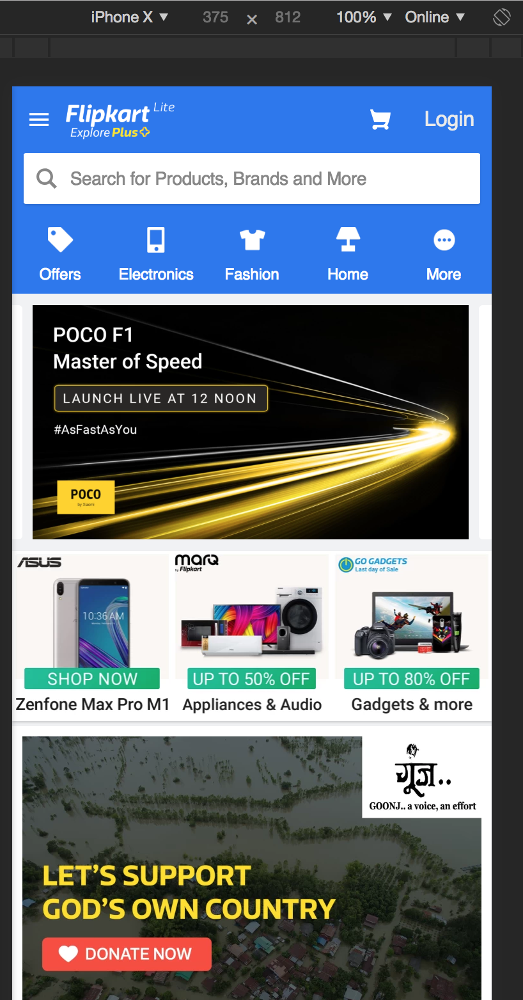 iPhone X ▼ 375 × 812 100% ▼ Online ▼
Flipkart Lite
Explore Plus
Login
Search for Products, Brands and More
Offers Electronics Fashion Home More
POCO F1
Master of Speed
LAUNCH LIVE AT 12 NOON
#AsFastAsYou
POCO
by Xiaomi
ASUS
10:36 AM
SHOP NOW
Zenfone Max Pro M1
marq
by Flipkart
UP TO 50% OFF
Appliances & Audio
GO GADGETS
Last day of Sale
UP TO 80% OFF
Gadgets & more
गूँज..
GOONJ.. a voice, an effort
LET'S SUPPORT
GOD'S OWN COUNTRY
DONATE NOW